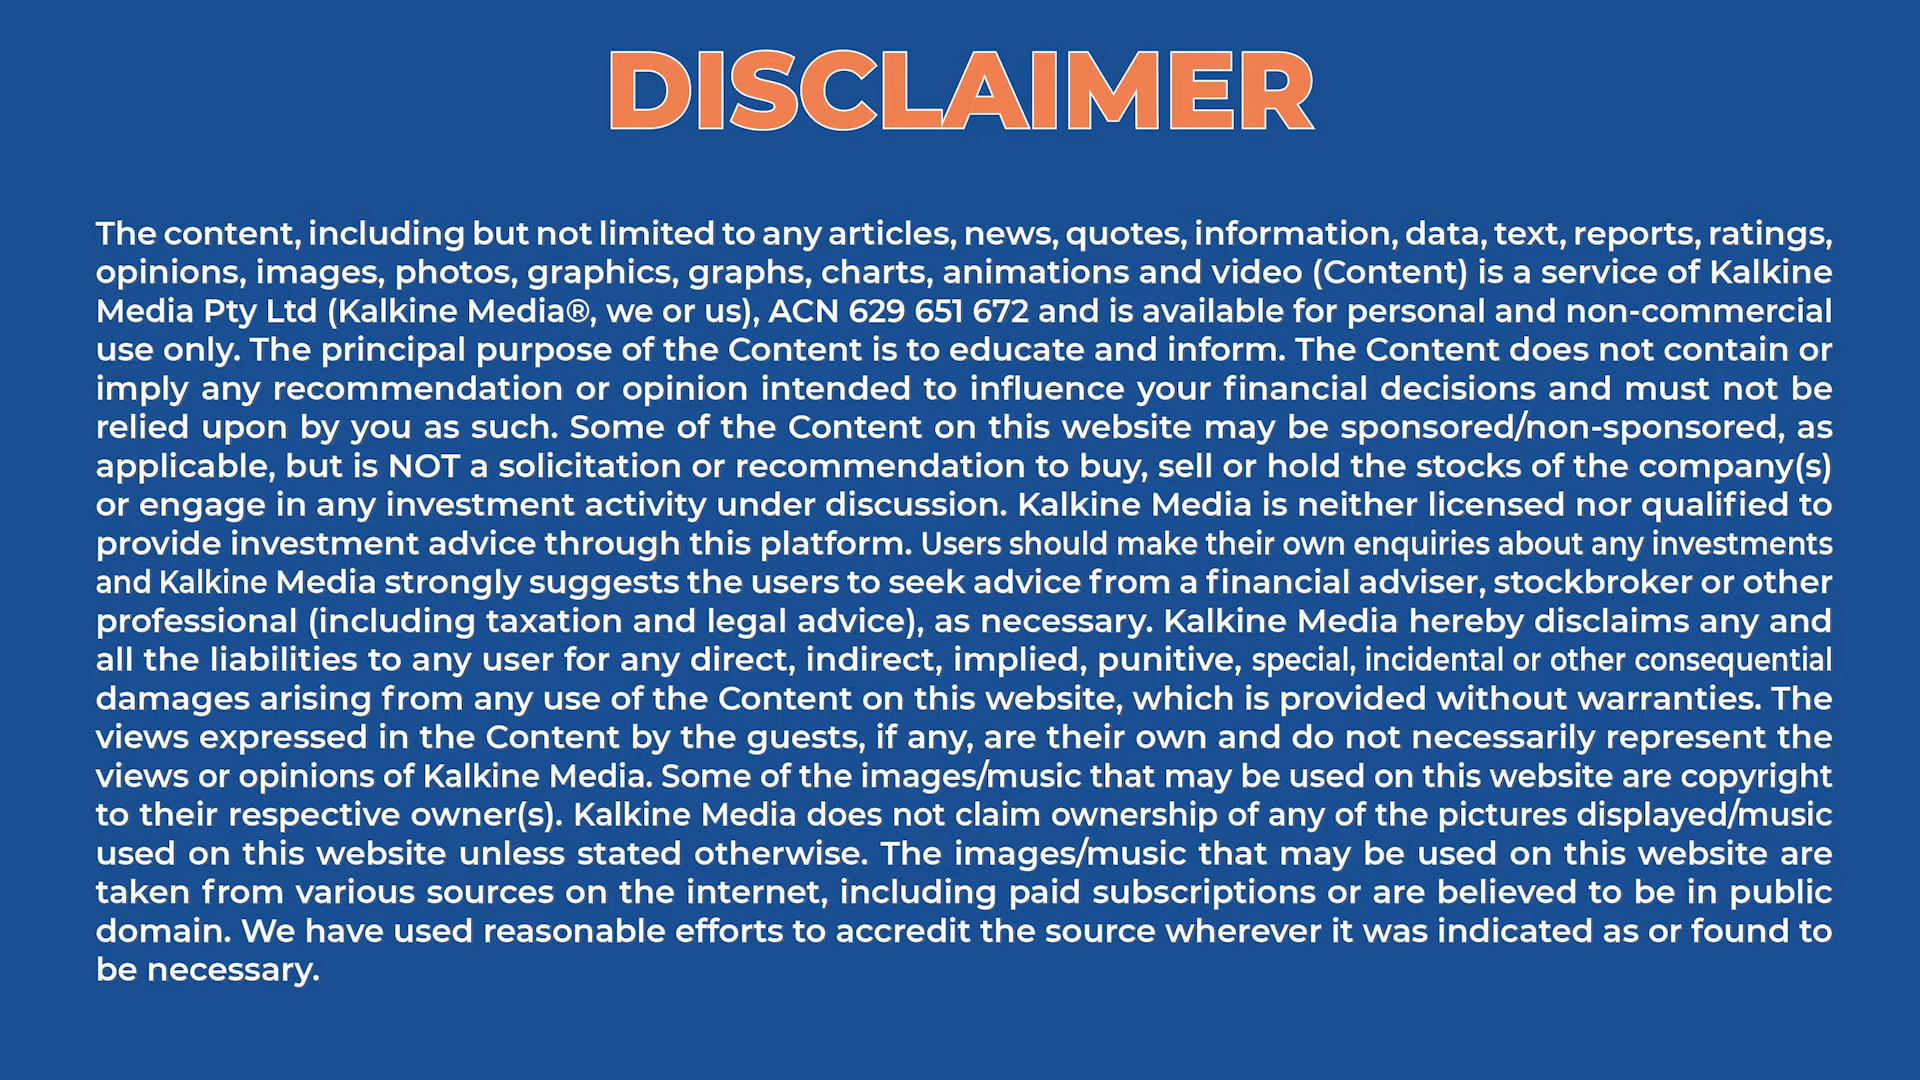 DISCLAIMER
The content, including but not limited to any articles, news, quotes, information, data, text, reports, ratings,
opinions, images, photos, graphics, graphs, charts, animations and video (Content) is a service of Kalkine
Media Pty Ltd (Kalkine Media®, we or us), ACN 629 651 672 and is available for personal and non-commercial
use only. The principal purpose of the Content is to educate and inform. The Content does not contain or
imply any recommendation or opinion intended to influence your financial decisions and must not be
relied upon by you as such. Some of the Content on this website may be sponsored/non-sponsored, as
applicable, but is NOT a solicitation or recommendation to buy, sell or hold the stocks of the company(s)
or engage in any investment activity under discussion. Kalkine Media is neither licensed nor qualified to
provide investment advice through this platform. Users should make their own enquiries about any investments
and Kalkine Media strongly suggests the users to seek advice from a financial adviser, stockbroker or other
professional (including taxation and legal advice), as necessary. Kalkine Media hereby disclaims any and
all the liabilities to any user for any direct, indirect, implied, punitive, special, incidental or other consequential
damages arising from any use of the Content on this website, which is provided without warranties. The
views expressed in the Content by the guests, if any, are their own and do not necessarily represent the
views or opinions of Kalkine Media. Some of the images/music that may be used on this website are copyright
to their respective owner(s). Kalkine Media does not claim ownership of any of the pictures displayed/music
used on this website unless stated otherwise. The images/music that may be used on this website are
taken from various sources on the internet, including paid subscriptions or are believed to be in public
domain. We have used reasonable efforts to accredit the source wherever it was indicated as or found to
be necessary.